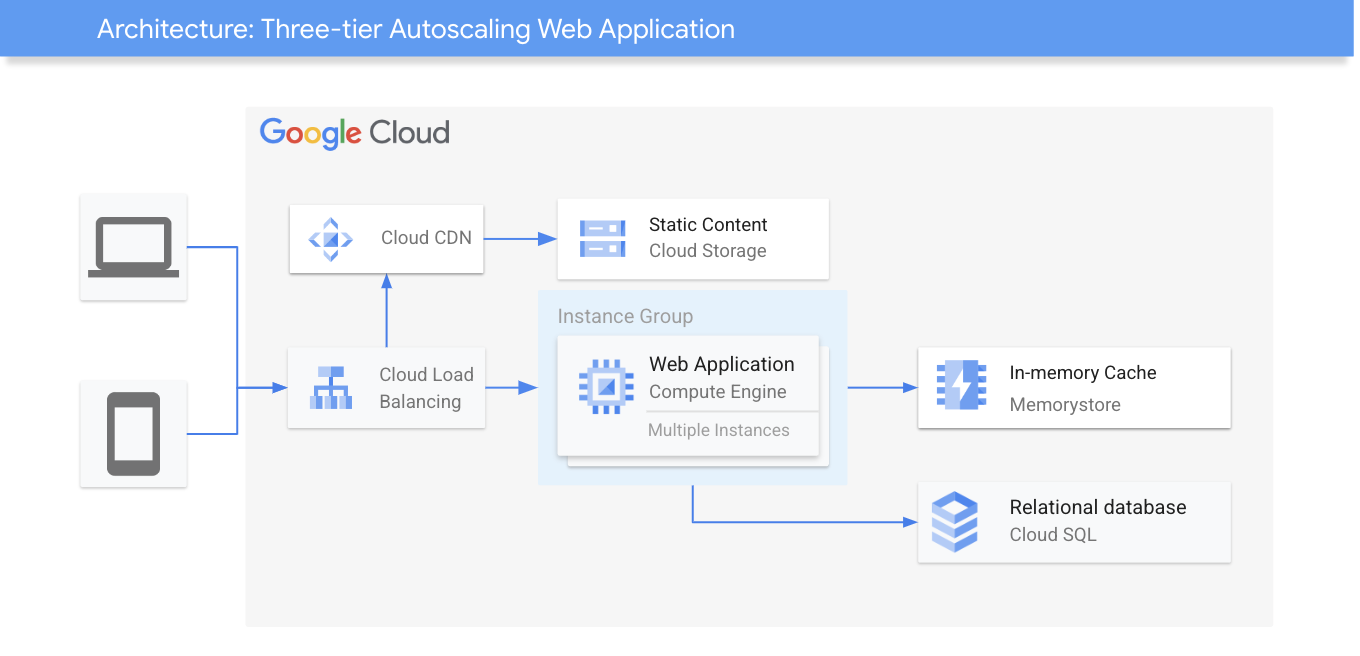 Architecture: Three-tier Autoscaling Web Application
Google Cloud
Cloud CDN
Static Content
Cloud Storage
Instance Group
Cloud Load
Balancing
Web Application
Compute Engine
Multiple Instances
In-memory Cache
Memorystore
Relational database
Cloud SQL